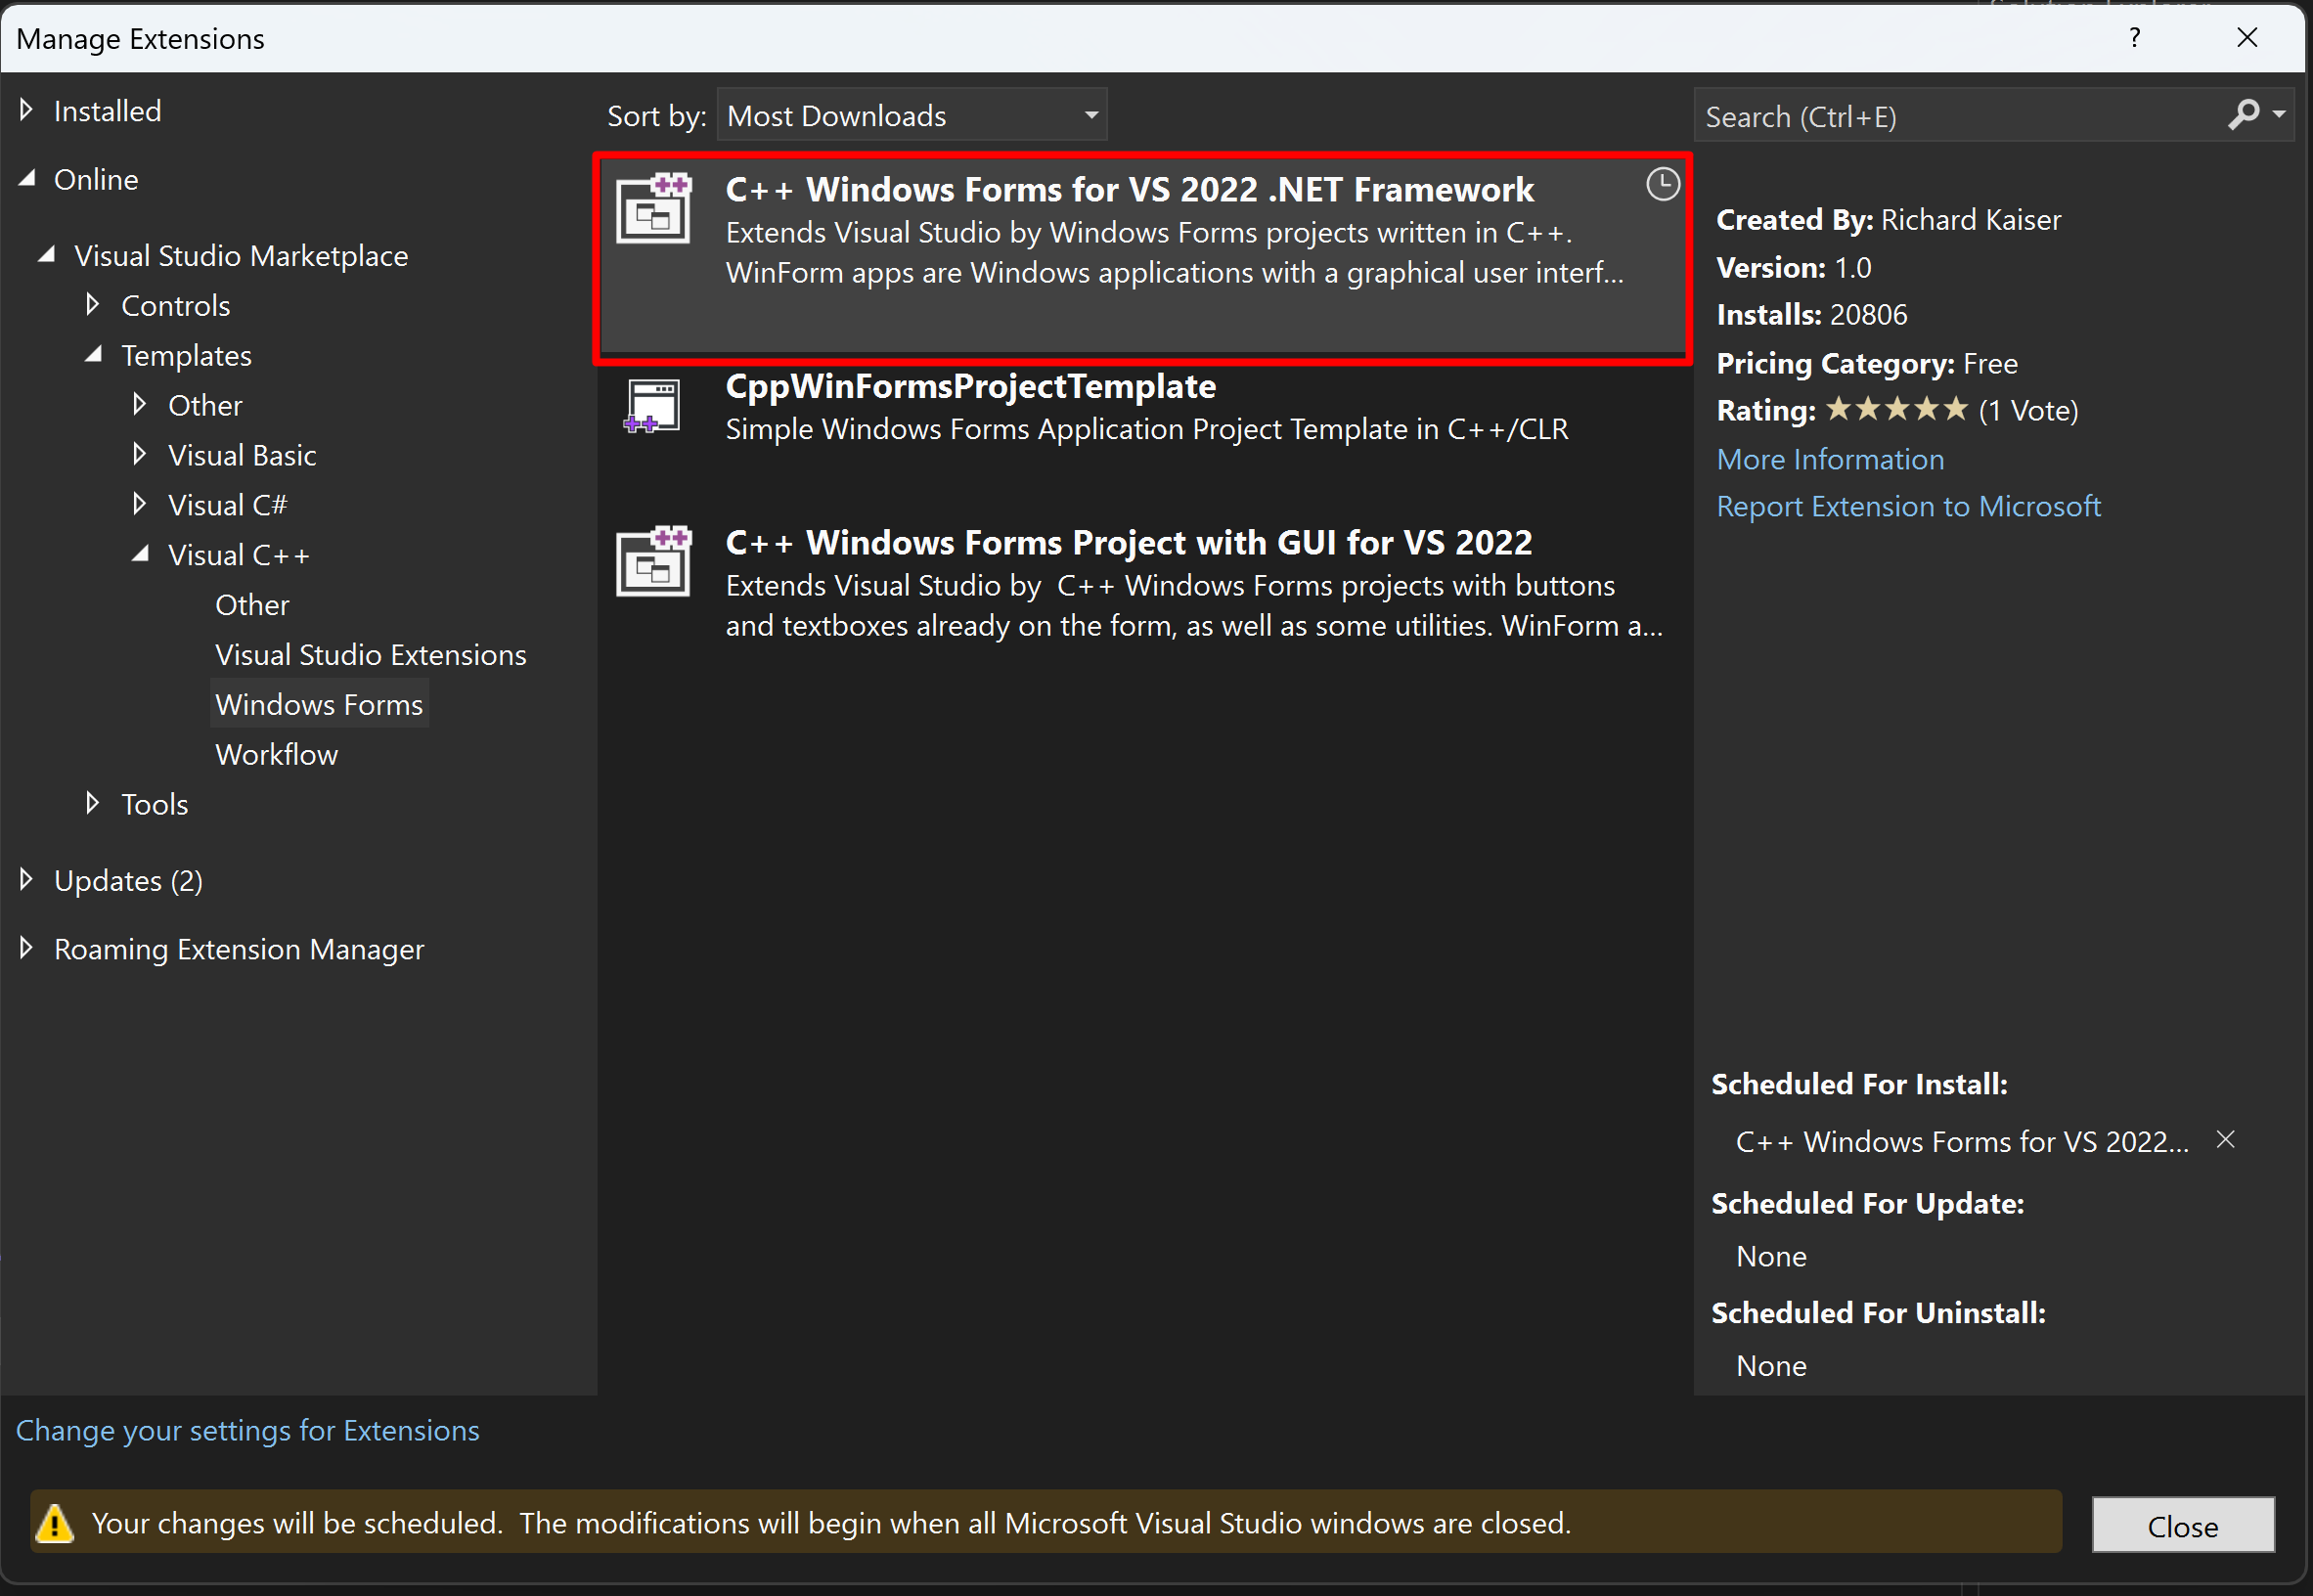 Manage Extensions
?
Installed
Online
Visual Studio Marketplace
Controls
Templates
Other
Visual Basic
Visual C#
Visual C++
Other
Visual Studio Extensions
Windows Forms
Workflow
Tools
Updates (2)
Roaming Extension Manager
Sort by: Most Downloads
C++ Windows Forms for VS 2022 .NET Framework
Extends Visual Studio by Windows Forms projects written in C++.
WinForm apps are Windows applications with a graphical user interf...
CppWinFormsProjectTemplate
Simple Windows Forms Application Project Template in C++/CLR
C++ Windows Forms Project with GUI for VS 2022
Extends Visual Studio by  C++ Windows Forms projects with buttons
and textboxes already on the form, as well as some utilities. WinForm a...
Search (Ctrl+E)
Created By: Richard Kaiser
Version: 1.0
Installs: 20806
Pricing Category: Free
Rating: ★★★★★ (1 Vote)
More Information
Report Extension to Microsoft
Scheduled For Install:
C++ Windows Forms for VS 2022...
Scheduled For Update:
None
Scheduled For Uninstall:
None
Change your settings for Extensions
Your changes will be scheduled.  The modifications will begin when all Microsoft Visual Studio windows are closed.
Close